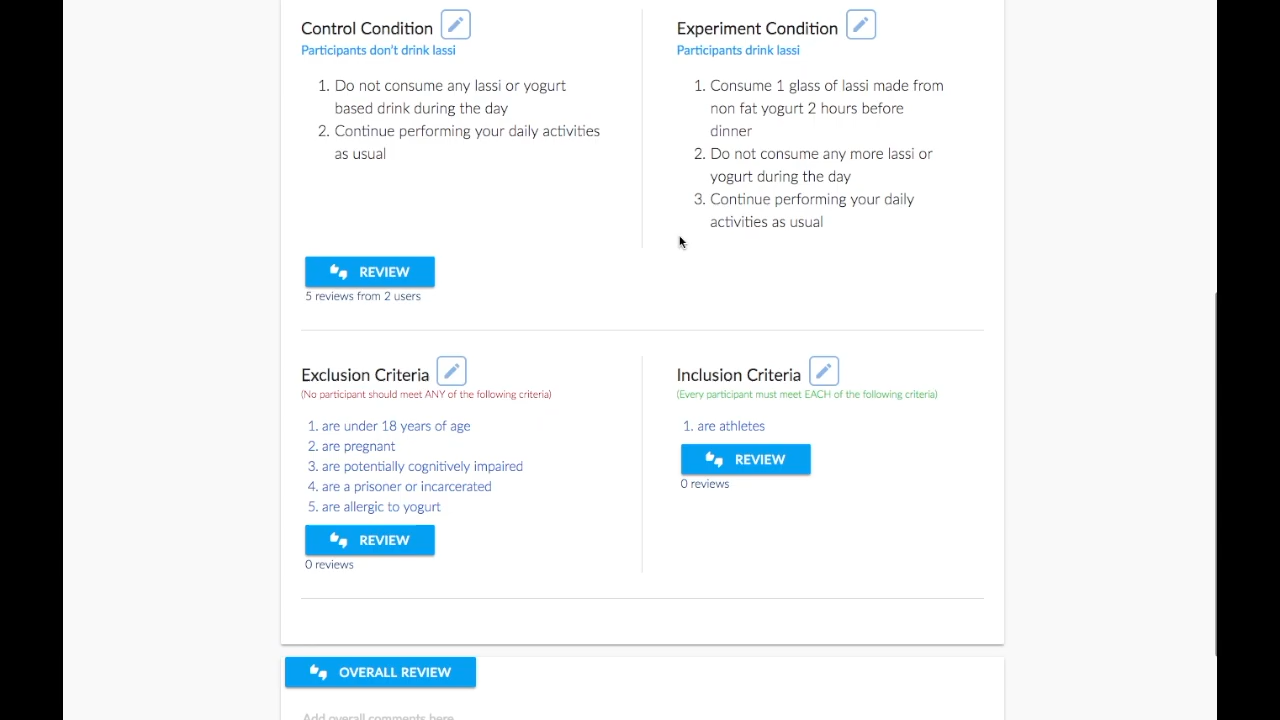 Control Condition
Participants don't drink lassi
1. Do not consume any lassi or yogurt
based drink during the day
2. Continue performing your daily activities
as usual
REVIEW
5 reviews from 2 users
Experiment Condition
Participants drink lassi
1. Consume 1 glass of lassi made from
non fat yogurt 2 hours before
dinner
2. Do not consume any more lassi or
yogurt during the day
3. Continue performing your daily
activities as usual
Exclusion Criteria
(No participant should meet ANY of the following criteria)
1. are under 18 years of age
2. are pregnant
3. are potentially cognitively impaired
4. are a prisoner or incarcerated
5. are allergic to yogurt
REVIEW
0 reviews
Inclusion Criteria
(Every participant must meet EACH of the following criteria)
1. are athletes
REVIEW
0 reviews
OVERALL REVIEW
Add overall comments here